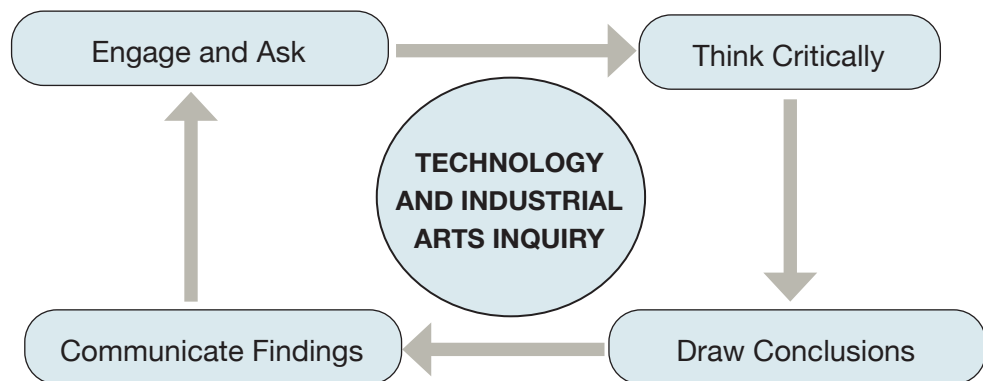 Engage and Ask
Think Critically
TECHNOLOGY
AND INDUSTRIAL
ARTS INQUIRY
Communicate Findings
Draw Conclusions